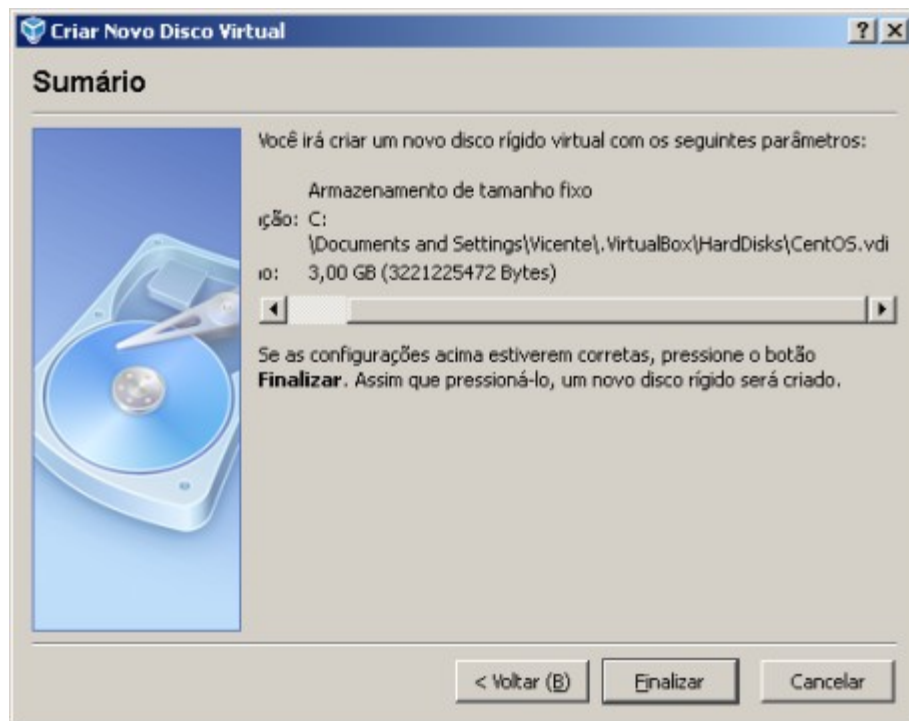 Criar Novo Disco Virtual
Sumário
Você irá criar um novo disco rígido virtual com os seguintes parâmetros:
Armazenamento de tamanho fixo
ıção: C:
\Documents and Settings\Vicente\.VirtualBox\HardDisks\CentOS.vdi
ıo: 3,00 GB (3221225472 Bytes)
Se as configurações acima estiverem corretas, pressione o botão
Finalizar. Assim que pressioná-lo, um novo disco rígido será criado.
< Voltar (B) Finalizar Cancelar